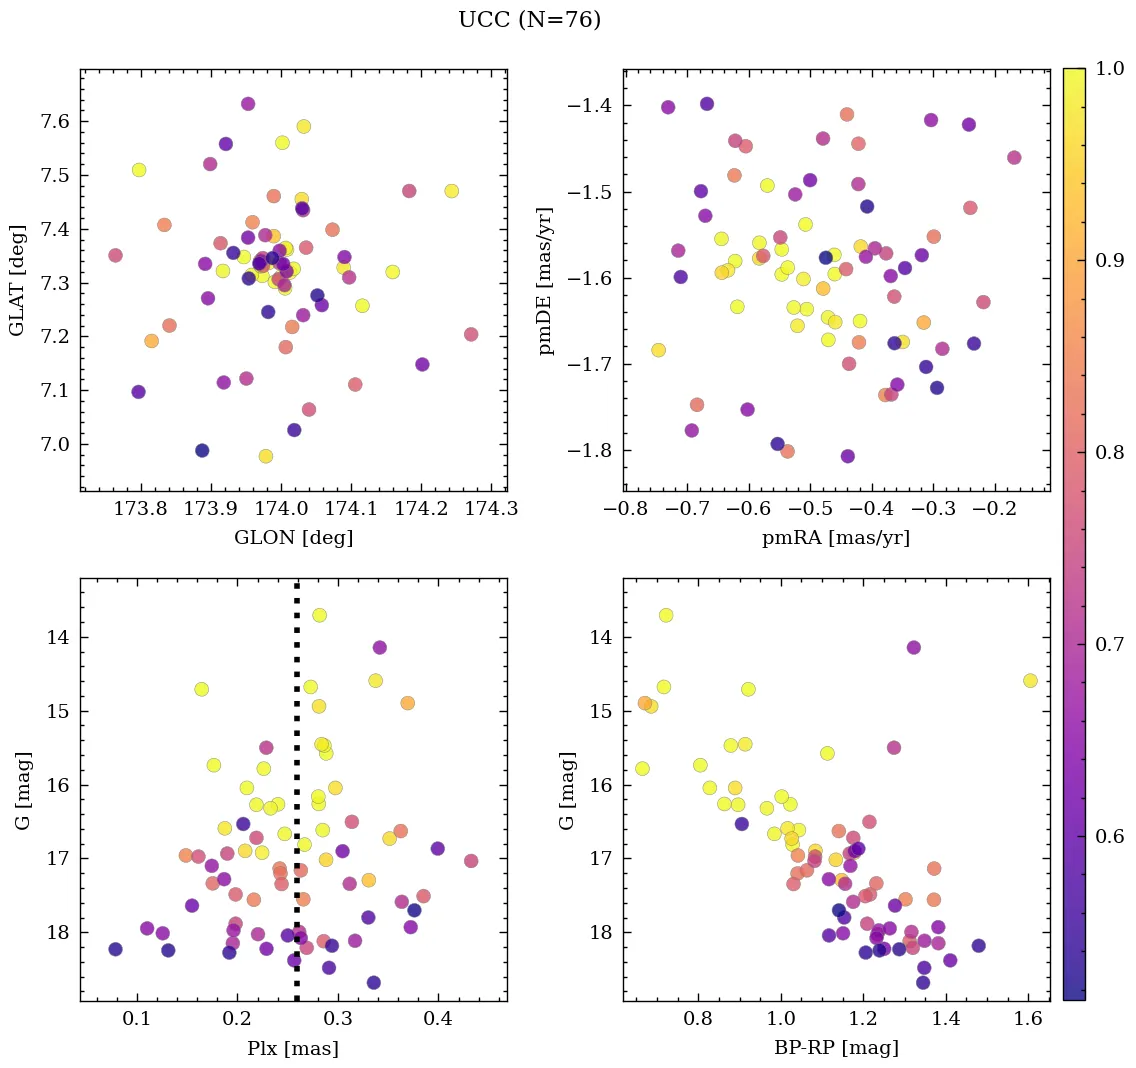 UCC (N=76)
7.6
7.5
7.4
7.3
7.2
7.1
7.0
GLAT [deg]
173.8 173.9 174.0 174.1 174.2 174.3
GLON [deg]
−1.4
−1.5
−1.6
−1.7
−1.8
pmDE [mas/yr]
−0.8 −0.7 −0.6 −0.5 −0.4 −0.3 −0.2
pmRA [mas/yr]
14
15
16
17
18
G [mag]
0.1 0.2 0.3 0.4
Plx [mas]
14
15
16
17
18
G [mag]
0.8 1.0 1.2 1.4 1.6
BP-RP [mag]
1.0
0.9
0.8
0.7
0.6